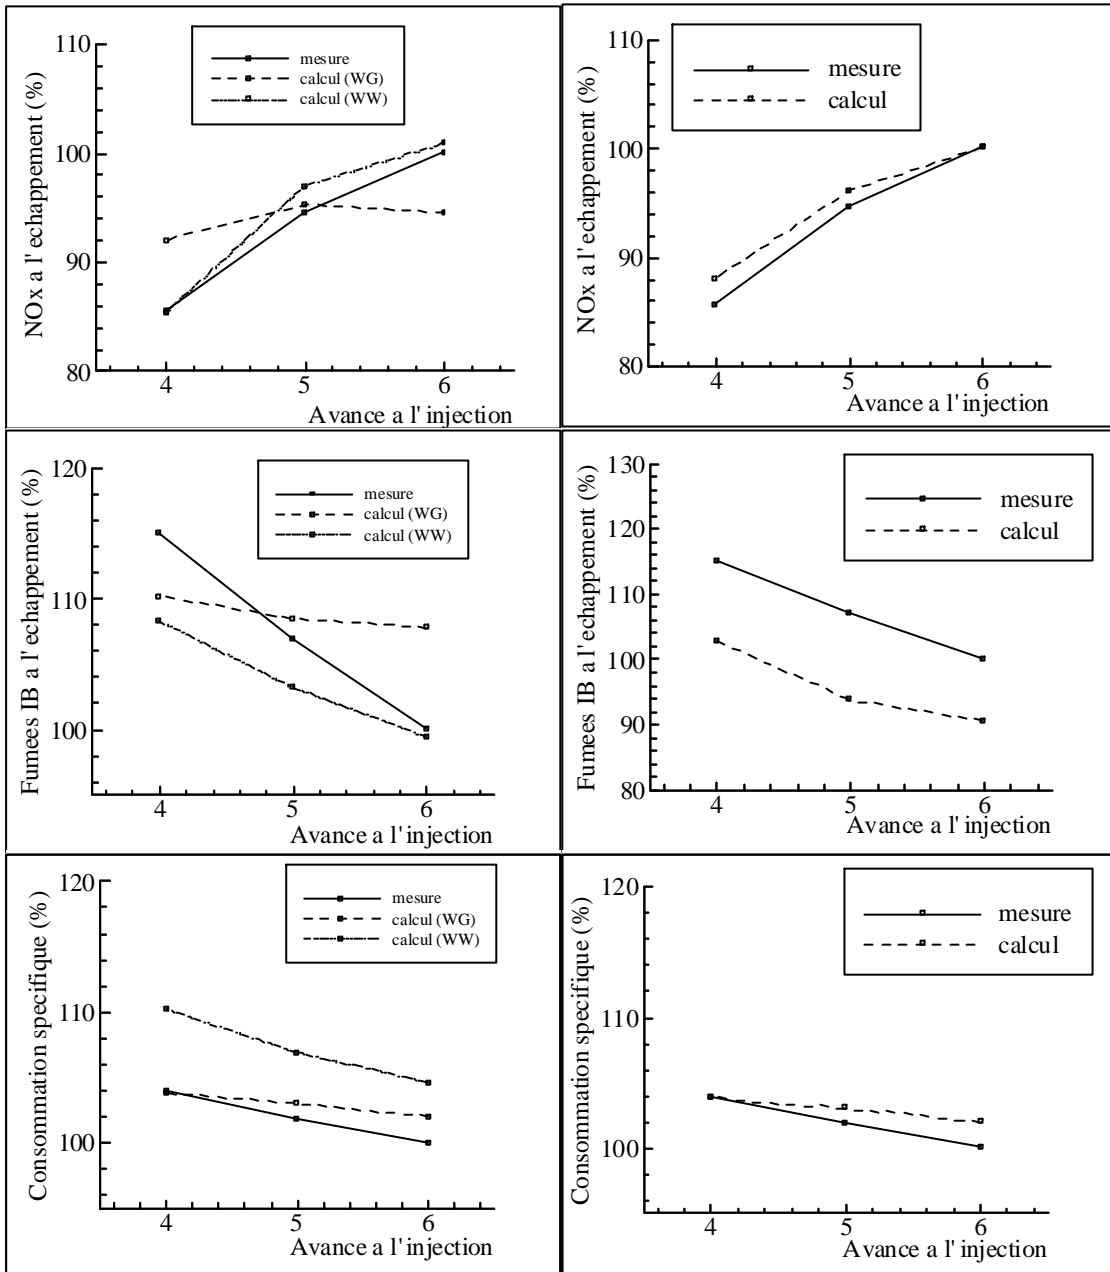 110
100
90
80
NOx a l'echappement (%)
mesure
calcul (WG)
calcul (WW)
4 5 6
Avance a l'injection
110
100
90
80
NOx a l'echappement (%)
mesure
calcul
4 5 6
Avance a l'injection
120
110
100
Fumees IB a l'echappement (%)
mesure
calcul (WG)
calcul (WW)
4 5 6
Avance a l'injection
130
120
110
100
90
80
Fumees IB a l'echappement (%)
mesure
calcul
4 5 6
Avance a l'injection
120
110
100
Consommation specifique (%)
mesure
calcul (WG)
calcul (WW)
4 5 6
Avance a l'injection
120
110
100
Consommation specifique (%)
mesure
calcul
4 5 6
Avance a l'injection